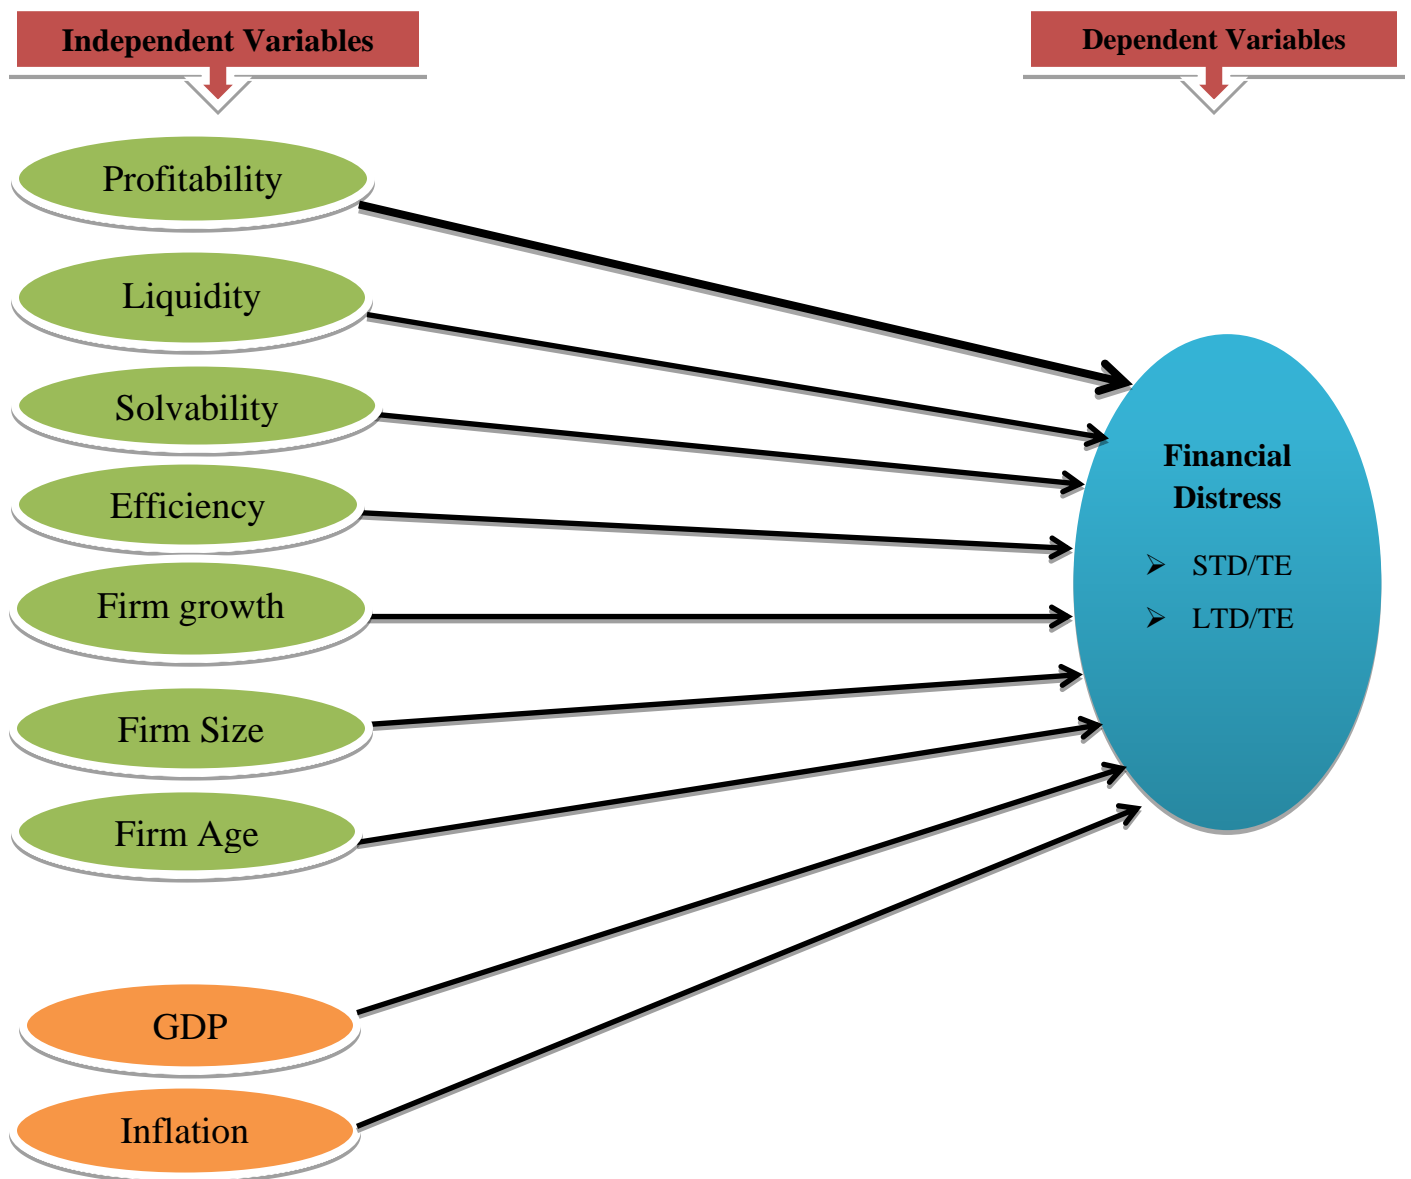 Independent Variables
Dependent Variables
Profitability
Liquidity
Solvability
Efficiency
Firm growth
Firm Size
Firm Age
GDP
Inflation
Financial
Distress
➢ STD/TE
➢ LTD/TE